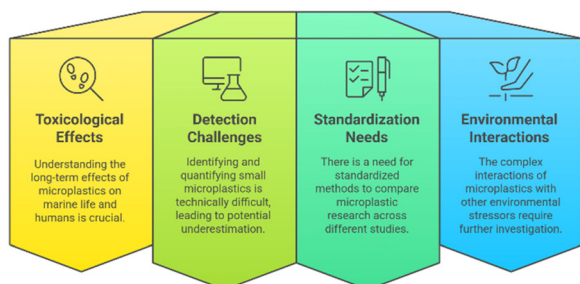 Toxicological
Effects
Understanding the
long-term effects of
microplastics on
marine life and
humans is crucial.
Detection
Challenges
Identifying and
quantifying small
microplastics is
technically difficult,
leading to potential
underestimation.
Standardization
Needs
There is a need for
standardized
methods to compare
microplastic
research across
different studies.
Environmental
Interactions
The complex
interactions of
microplastics with
other environmental
stressors require
further investigation.